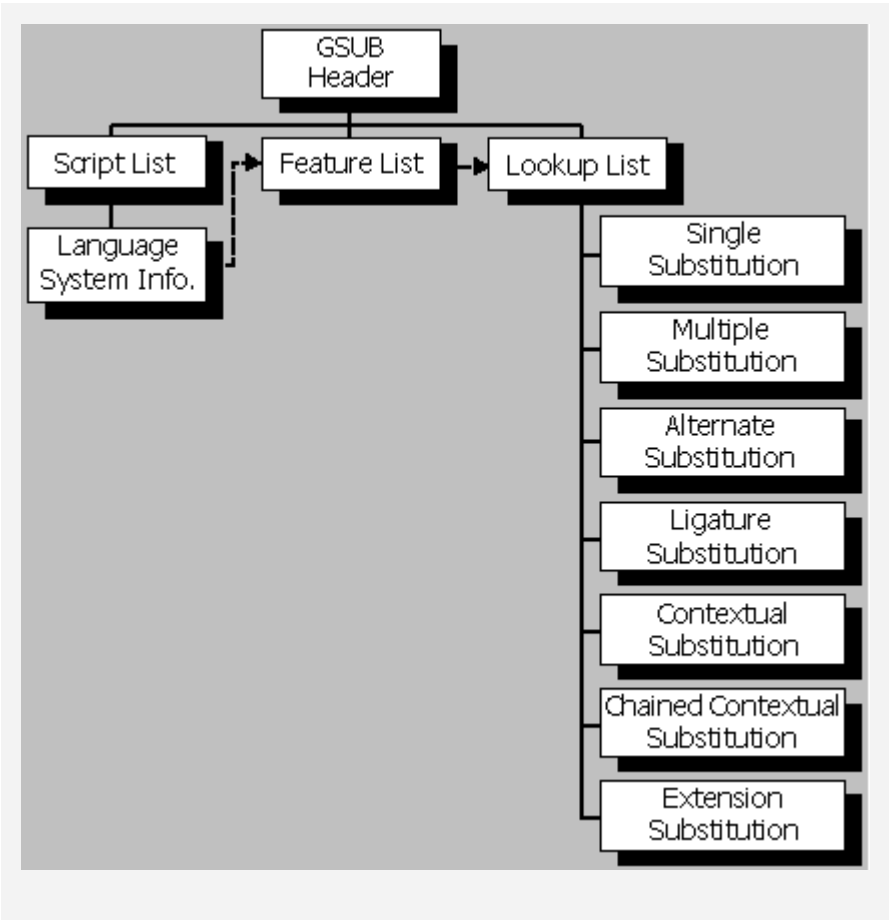 GSUB
Header
Script List
Feature List
Lookup List
Language
System Info.
Single
Substitution
Multiple
Substitution
Alternate
Substitution
Ligature
Substitution
Contextual
Substitution
Chained Contextual
Substitution
Extension
Substitution